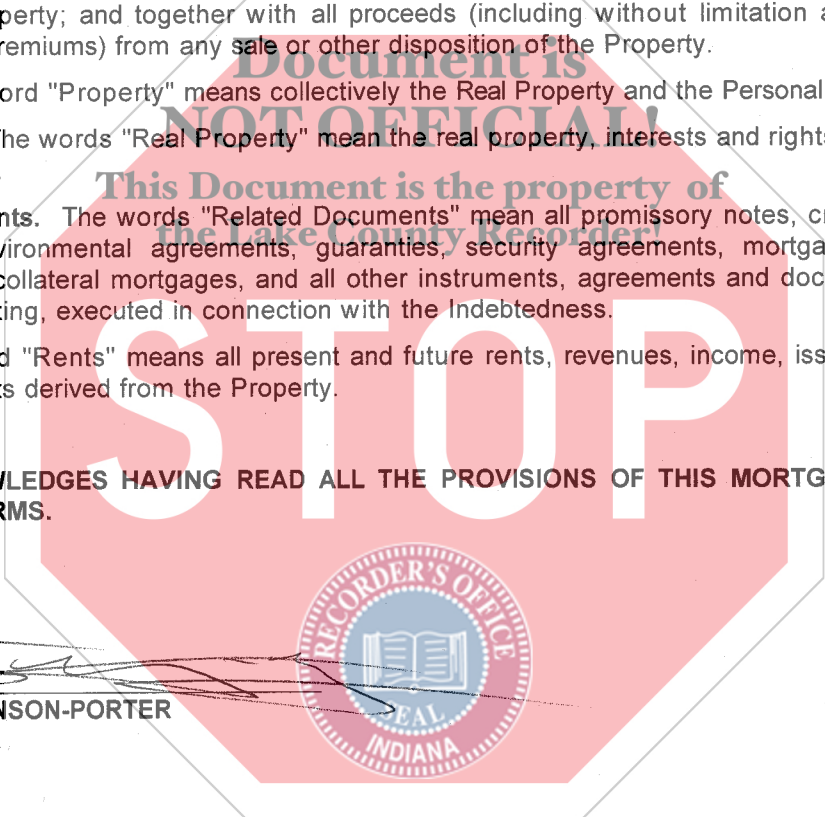 perty; and together with all proceeds (including without limitation a
remiums) from any sale or other disposition of the Property.
Document is
ord "Property" means collectively the Real Property and the Personal
NOT OFFICIAL!
The words "Real Property" mean the real property, interests and rights
This Document is the property of
nts. The words "Related Documents" mean all promissory notes, cr
the Lake County Recorder!
vironmental agreements, guaranties, security agreements, mortga
collateral mortgages, and all other instruments, agreements and doc
ting, executed in connection with the Indebtedness.
d "Rents" means all present and future rents, revenues, income, iss
ts derived from the Property.
STOP
WLEDGES HAVING READ ALL THE PROVISIONS OF THIS MORTG
RMS.
RECORDER'S OFFICE
SEAL
INDIANA
NSON-PORTER